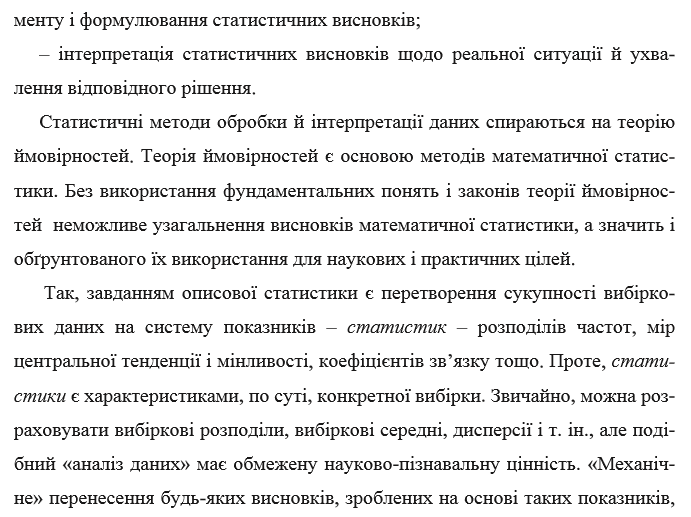 менту і формулювання статистичних висновків;
– інтерпретація статистичних висновків щодо реальної ситуації й ухва-
лення відповідного рішення.
Статистичні методи обробки й інтерпретації даних спираються на теорію
ймовірностей. Теорія ймовірностей є основою методів математичної статис-
тики. Без використання фундаментальних понять і законів теорії ймовірнос-
тей неможливе узагальнення висновків математичної статистики, а значить і
обґрунтованого їх використання для наукових і практичних цілей.
Так, завданням описової статистики є перетворення сукупності вибірко-
вих даних на систему показників – статистик – розподілів частот, мір
центральної тенденції і мінливості, коефіцієнтів зв’язку тощо. Проте, стати-
стики є характеристиками, по суті, конкретної вибірки. Звичайно, можна роз-
раховувати вибіркові розподіли, вибіркові середні, дисперсії і т. ін., але поді-
бний «аналіз даних» має обмежену науково-пізнавальну цінність. «Механіч-
не» перенесення будь-яких висновків, зроблених на основі таких показників,